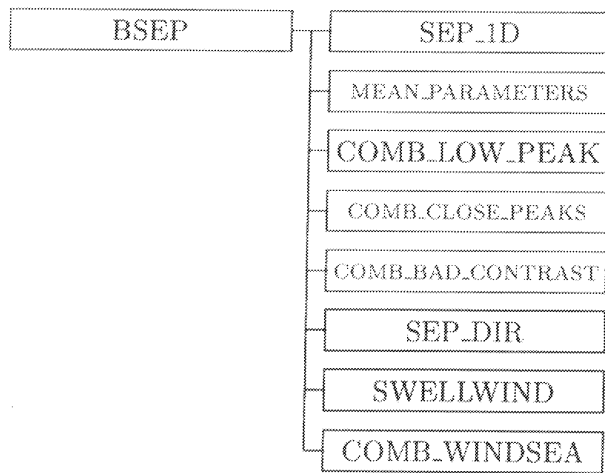 BSEP
SEP_1D
MEAN_PARAMETERS
COMB_LOW_PEAK
COMB_CLOSE_PEAKS
COMB_BAD_CONTRAST
SEP_DIR
SWELLWIND
COMB_WINDSEA